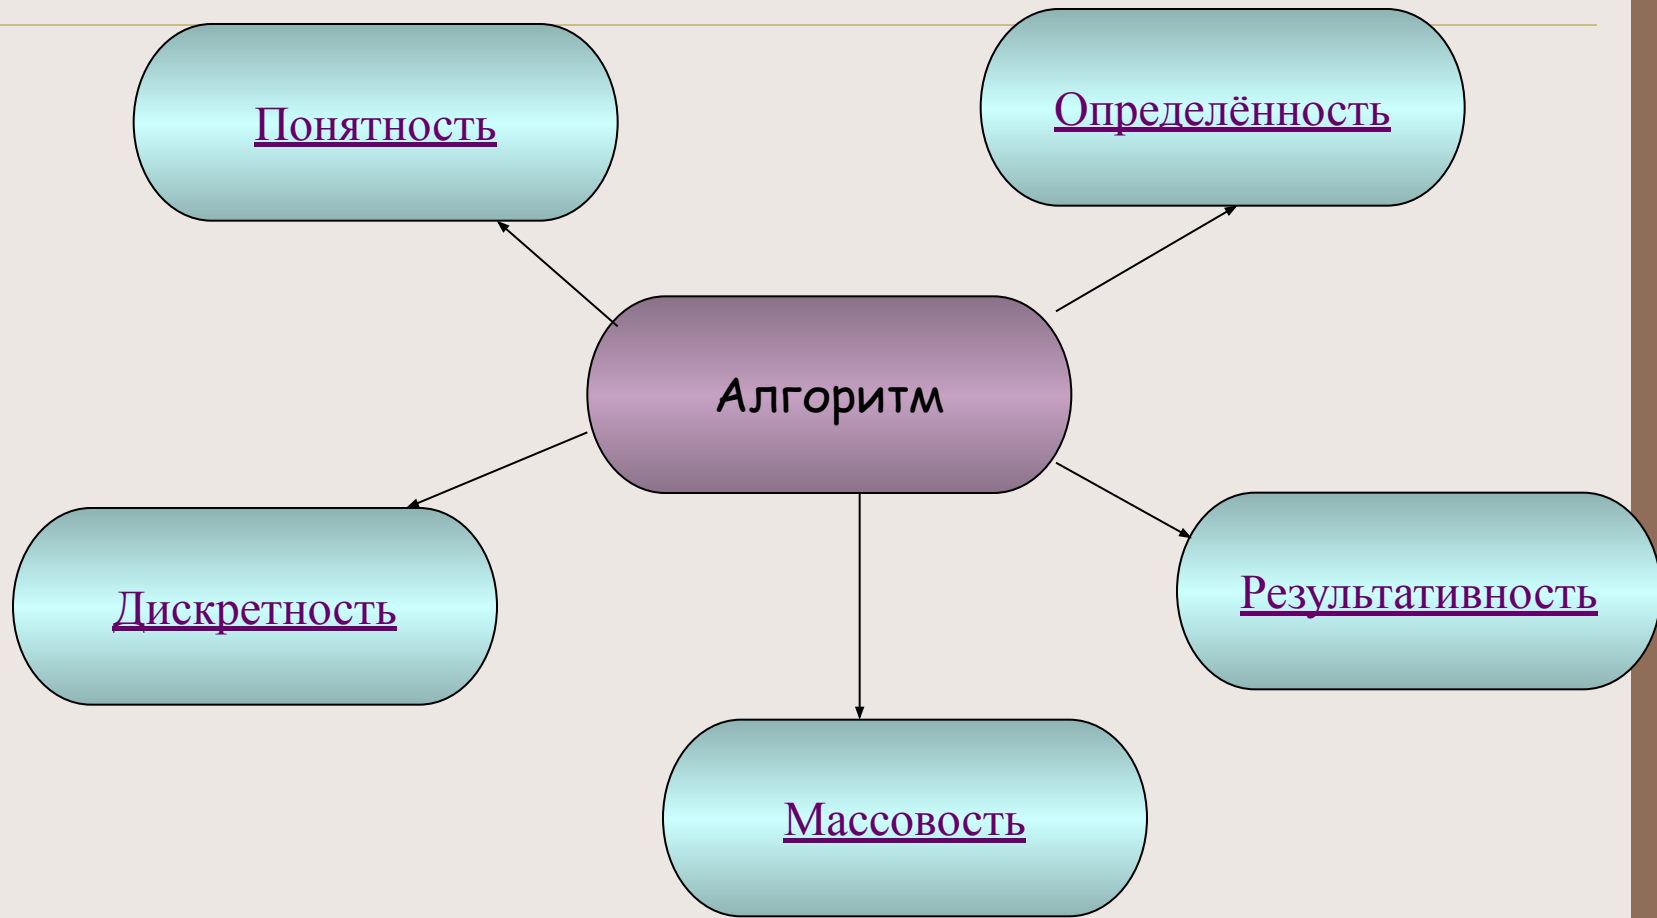 Понятность
Определённость
Алгоритм
Дискретность
Результативность
Массовость